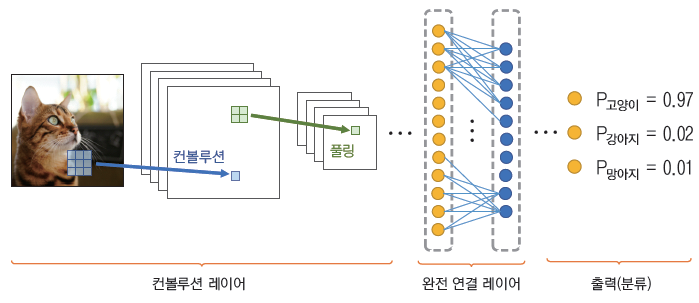 컨볼루션
풀링
P고양이 = 0.97
P강아지 = 0.02
P망아지 = 0.01
컨볼루션 레이어
완전 연결 레이어
출력(분류)